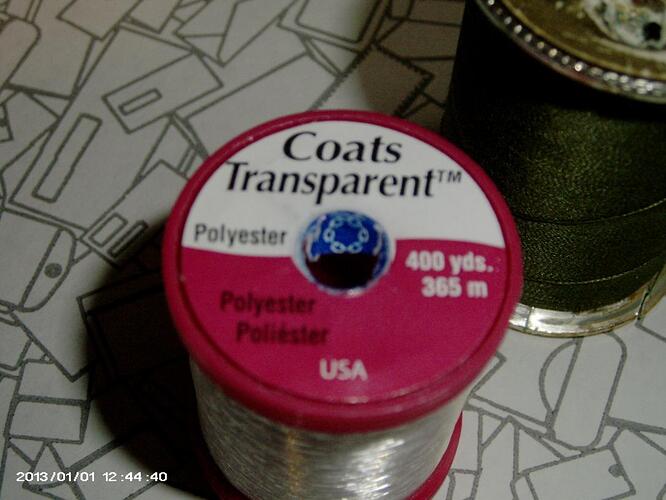 Coats
Transparent™
Polyester
400 yds.
365 m
Polyester
Poliéster
USA
2013/01/01 12:44:40